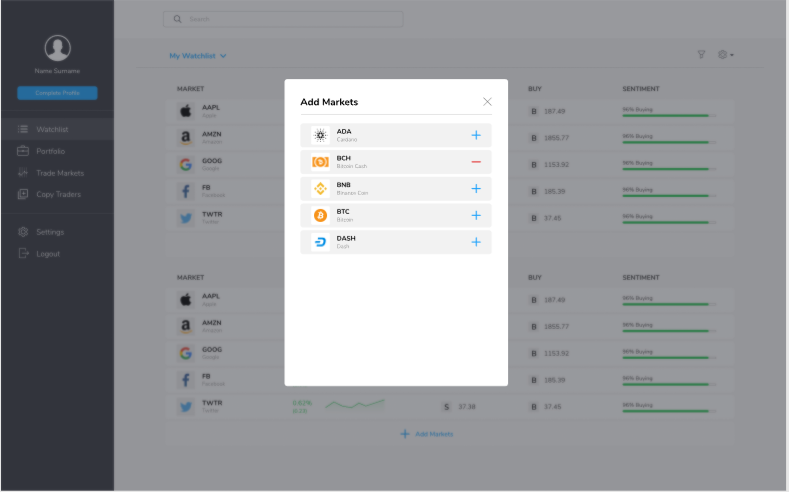 Search
Name Surname
Complete Profile
Watchlist
Portfolio
Trade Markets
Copy Traders
Settings
Logout
My Watchlist
MARKET BUY SENTIMENT
AAPL B 187.49 96% Buying
Apple
AMZN B 1855.77 96% Buying
Amazon
GOOG B 1153.92 96% Buying
Google
FB B 185.39 96% Buying
Facebook
TWTR B 37.45 96% Buying
Twitter
Add Markets
ADA
Cardano
BCH
Bitcoin Cash
BNB
Binance Coin
BTC
Bitcoin
DASH
Dash
MARKET BUY SENTIMENT
AAPL B 187.49 96% Buying
Apple
AMZN B 1855.77 96% Buying
Amazon
GOOG B 1153.92 96% Buying
Google
FB B 185.39 96% Buying
Facebook
TWTR 0.62% S 37.38 B 37.45 96% Buying
Twitter
Add Markets